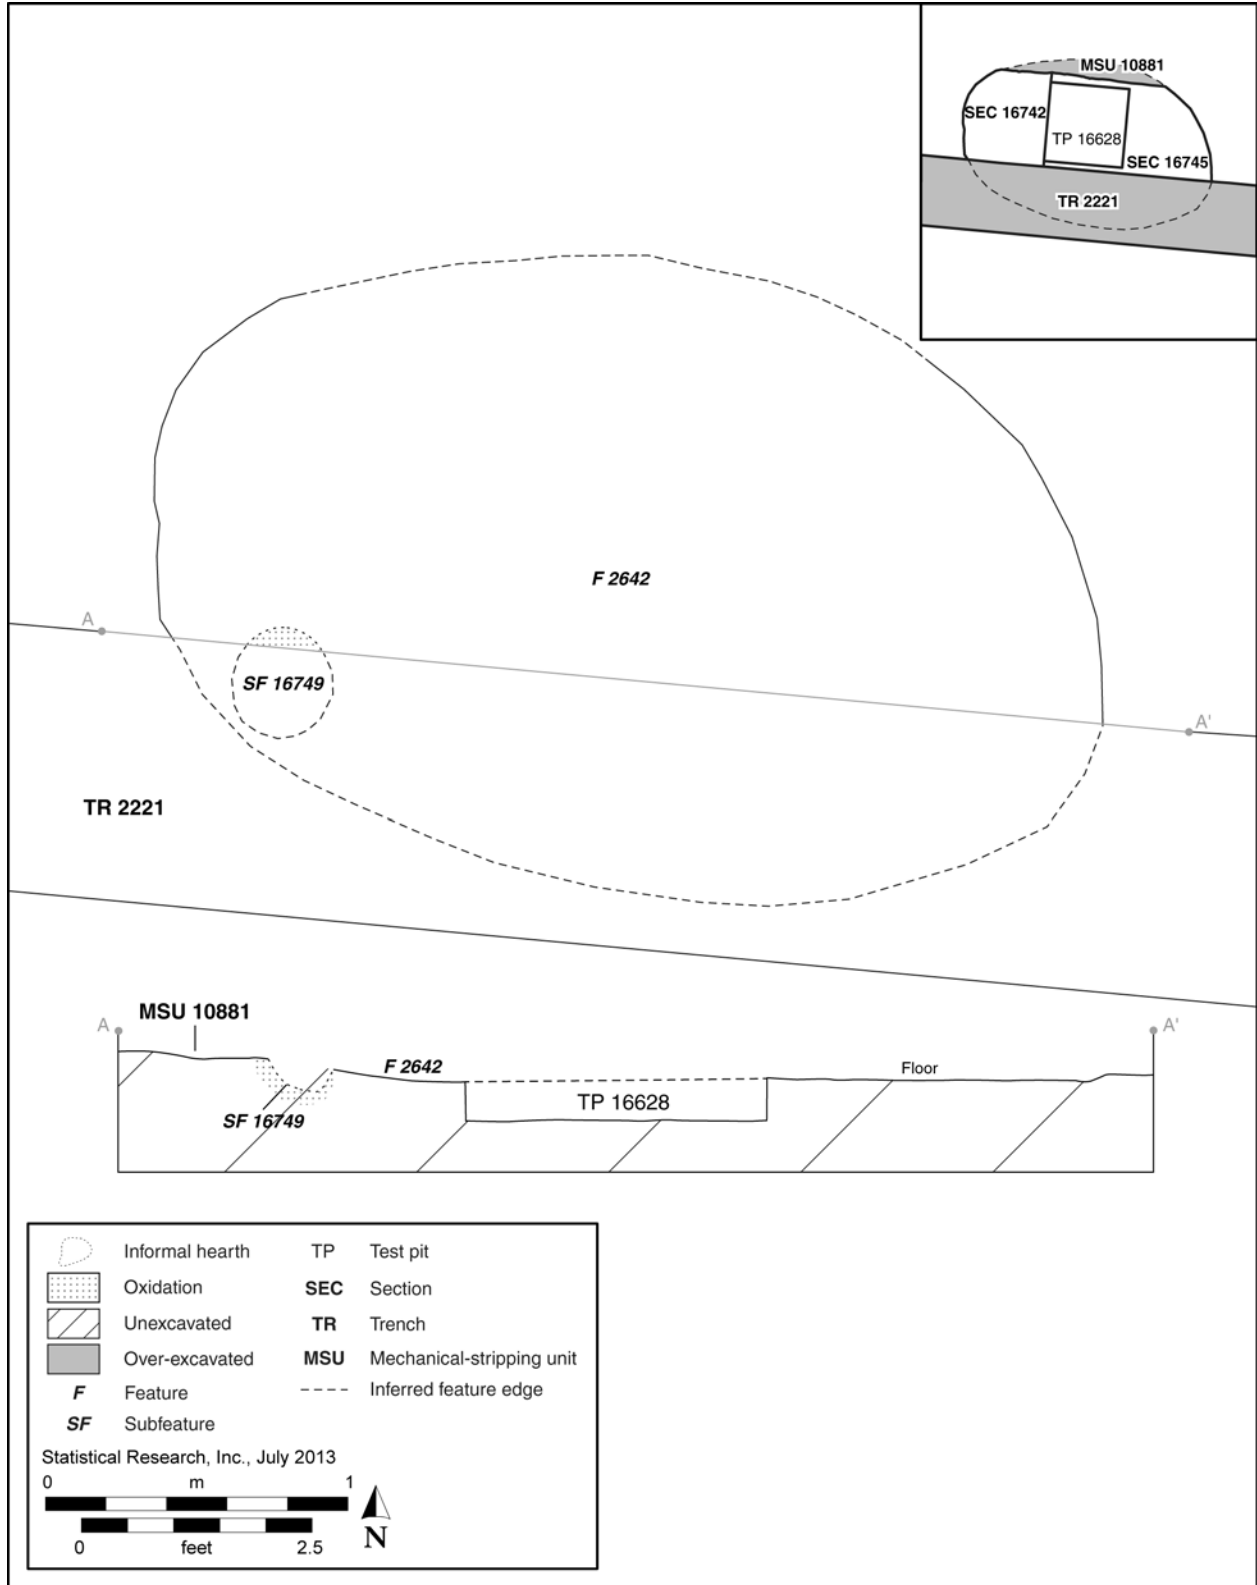 MSU 10881
SEC 16742
TP 16628
SEC 16745
TR 2221
F 2642
A
SF 16749
A'
TR 2221
MSU 10881
A
A'
F 2642
Floor
TP 16628
SF 16749
Informal hearth
TP Test pit
Oxidation
SEC Section
Unexcavated
TR Trench
Over-excavated
MSU Mechanical-stripping unit
F Feature
Inferred feature edge
SF Subfeature
Statistical Research, Inc., July 2013
0 m 1
0 feet 2.5
N